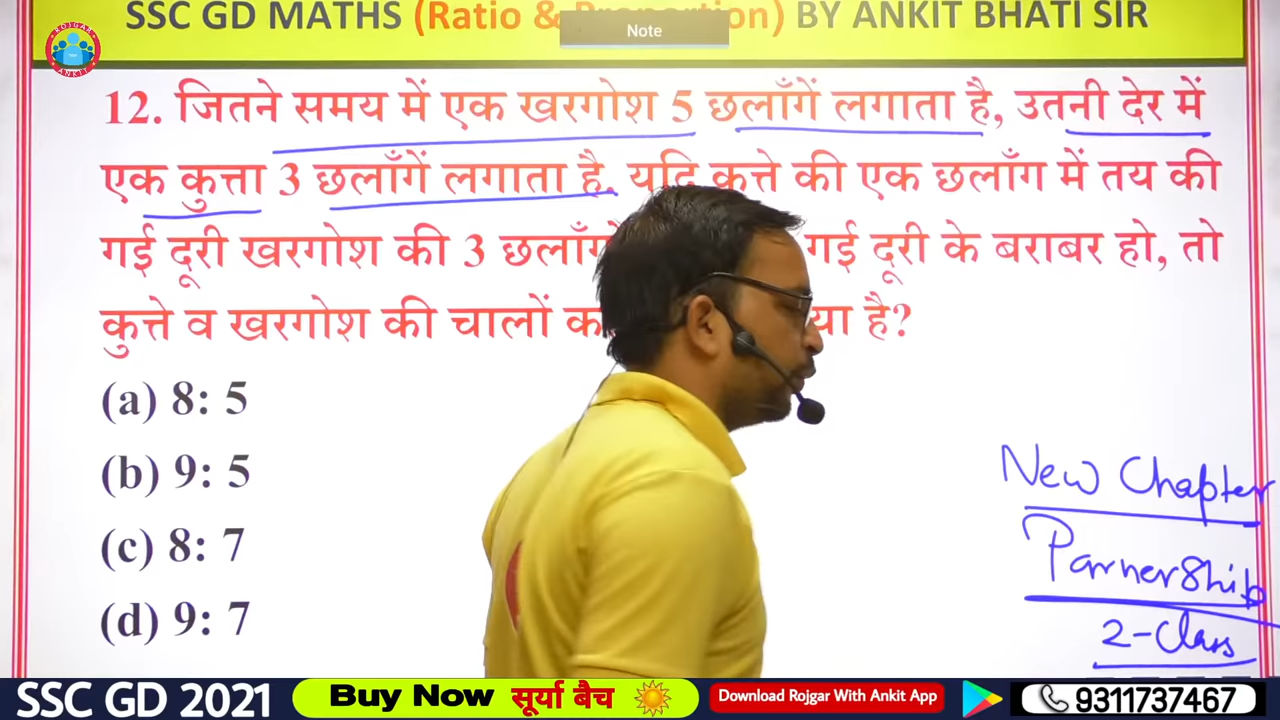 SSC GD MATHS (Ratio & Proportion) BY ANKIT BHATI SIR
Note
ROJGAR
ANKIT
12. जितने समय में एक खरगोश 5 छलाँगें लगाता है, उतनी देर में
एक कुत्ता 3 छलाँगें लगाता है. यदि कुत्ते की एक छलाँग में तय की
गई दूरी खरगोश की 3 गई दूरी के बराबर हो, तो
कुत्ते व खरगोश की चालों है?
(a) 8: 5
(b) 9: 5
(c) 8: 7
(d) 9: 7
New Chapter
Parnership
2-Class
SSC GD 2021
Buy Now सूर्या बैच
Download Rojgar With Ankit App
9311737467